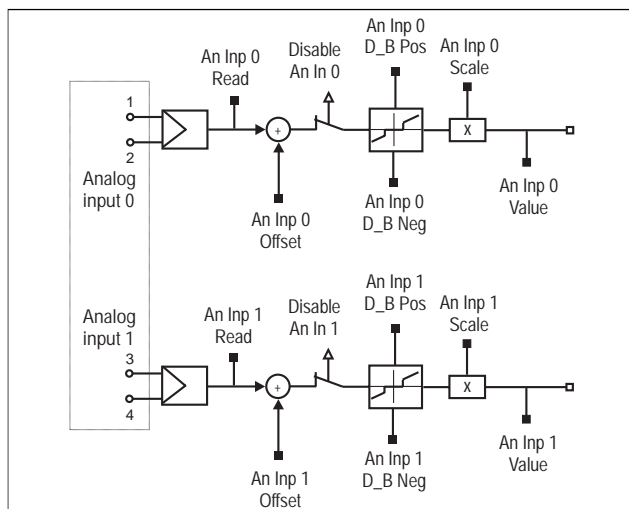 An Inp 0
Read
Disable
An In 0
An Inp 0
D_B Pos
An Inp 0
Scale
1
2
Analog
input 0
+
x
An Inp 0
Offset
An Inp 0
D_B Neg
An Inp 0
Value
Analog
input 1
3
4
An Inp 1
Read
Disable
An In 1
An Inp 1
D_B Pos
An Inp 1
Scale
+
x
An Inp 1
Offset
An Inp 1
D_B Neg
An Inp 1
Value